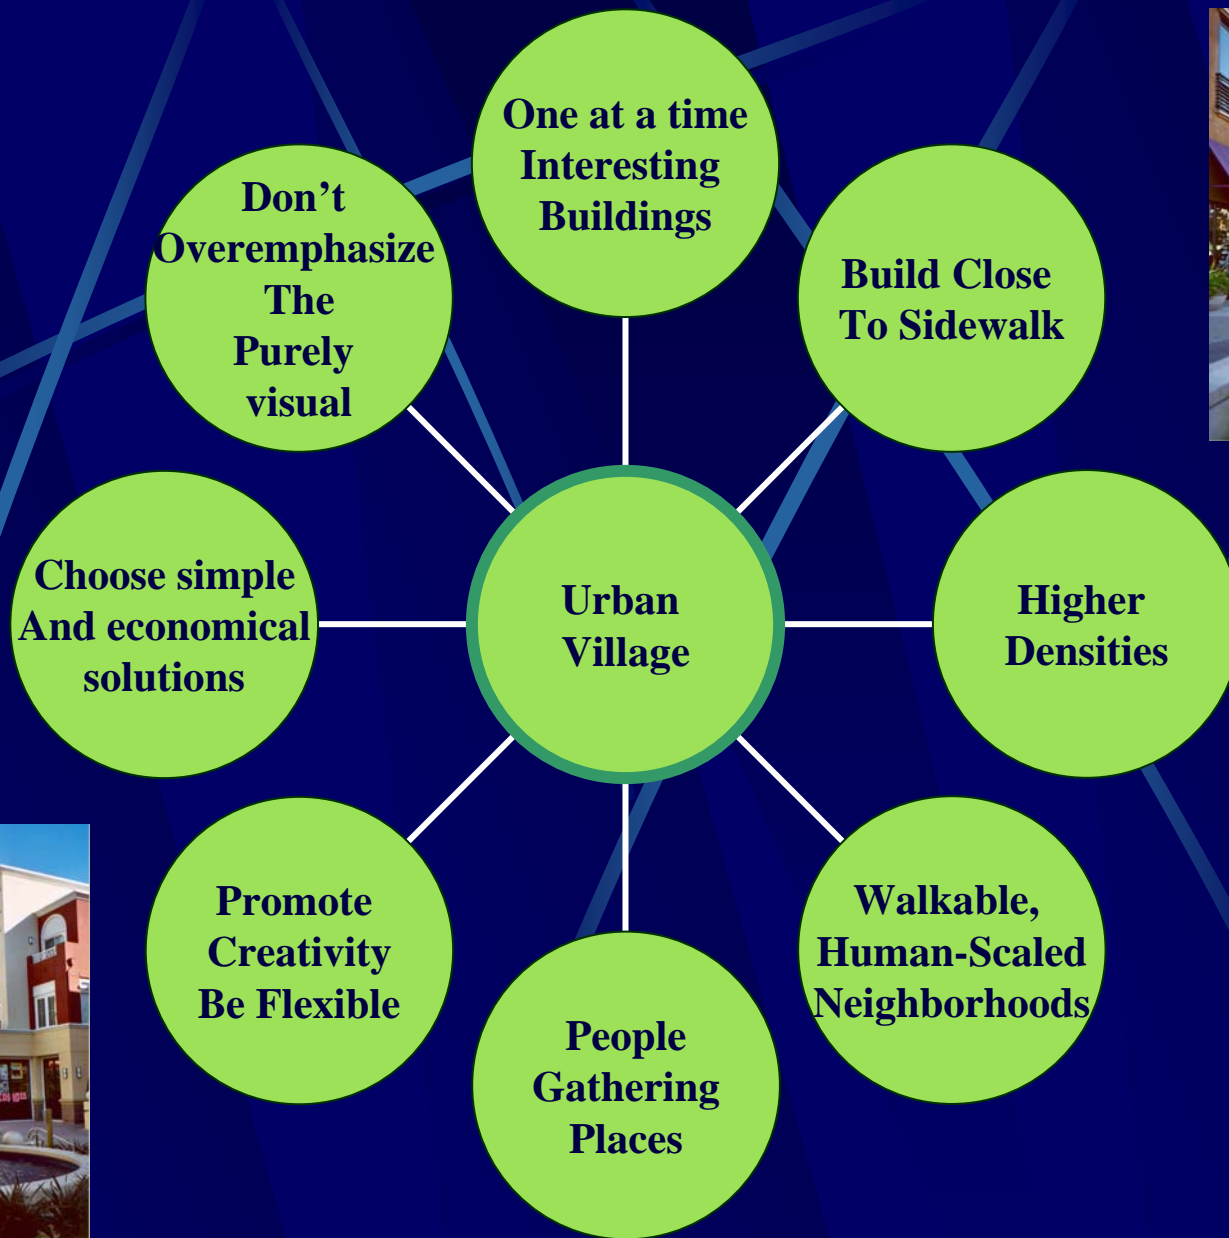 One at a time
Interesting
Buildings
Don’t
Overemphasize
The
Purely
visual
Build Close
To Sidewalk
Choose simple
And economical
solutions
Urban
Village
Higher
Densities
Promote
Creativity
Be Flexible
Walkable,
Human-Scaled
Neighborhoods
People
Gathering
Places